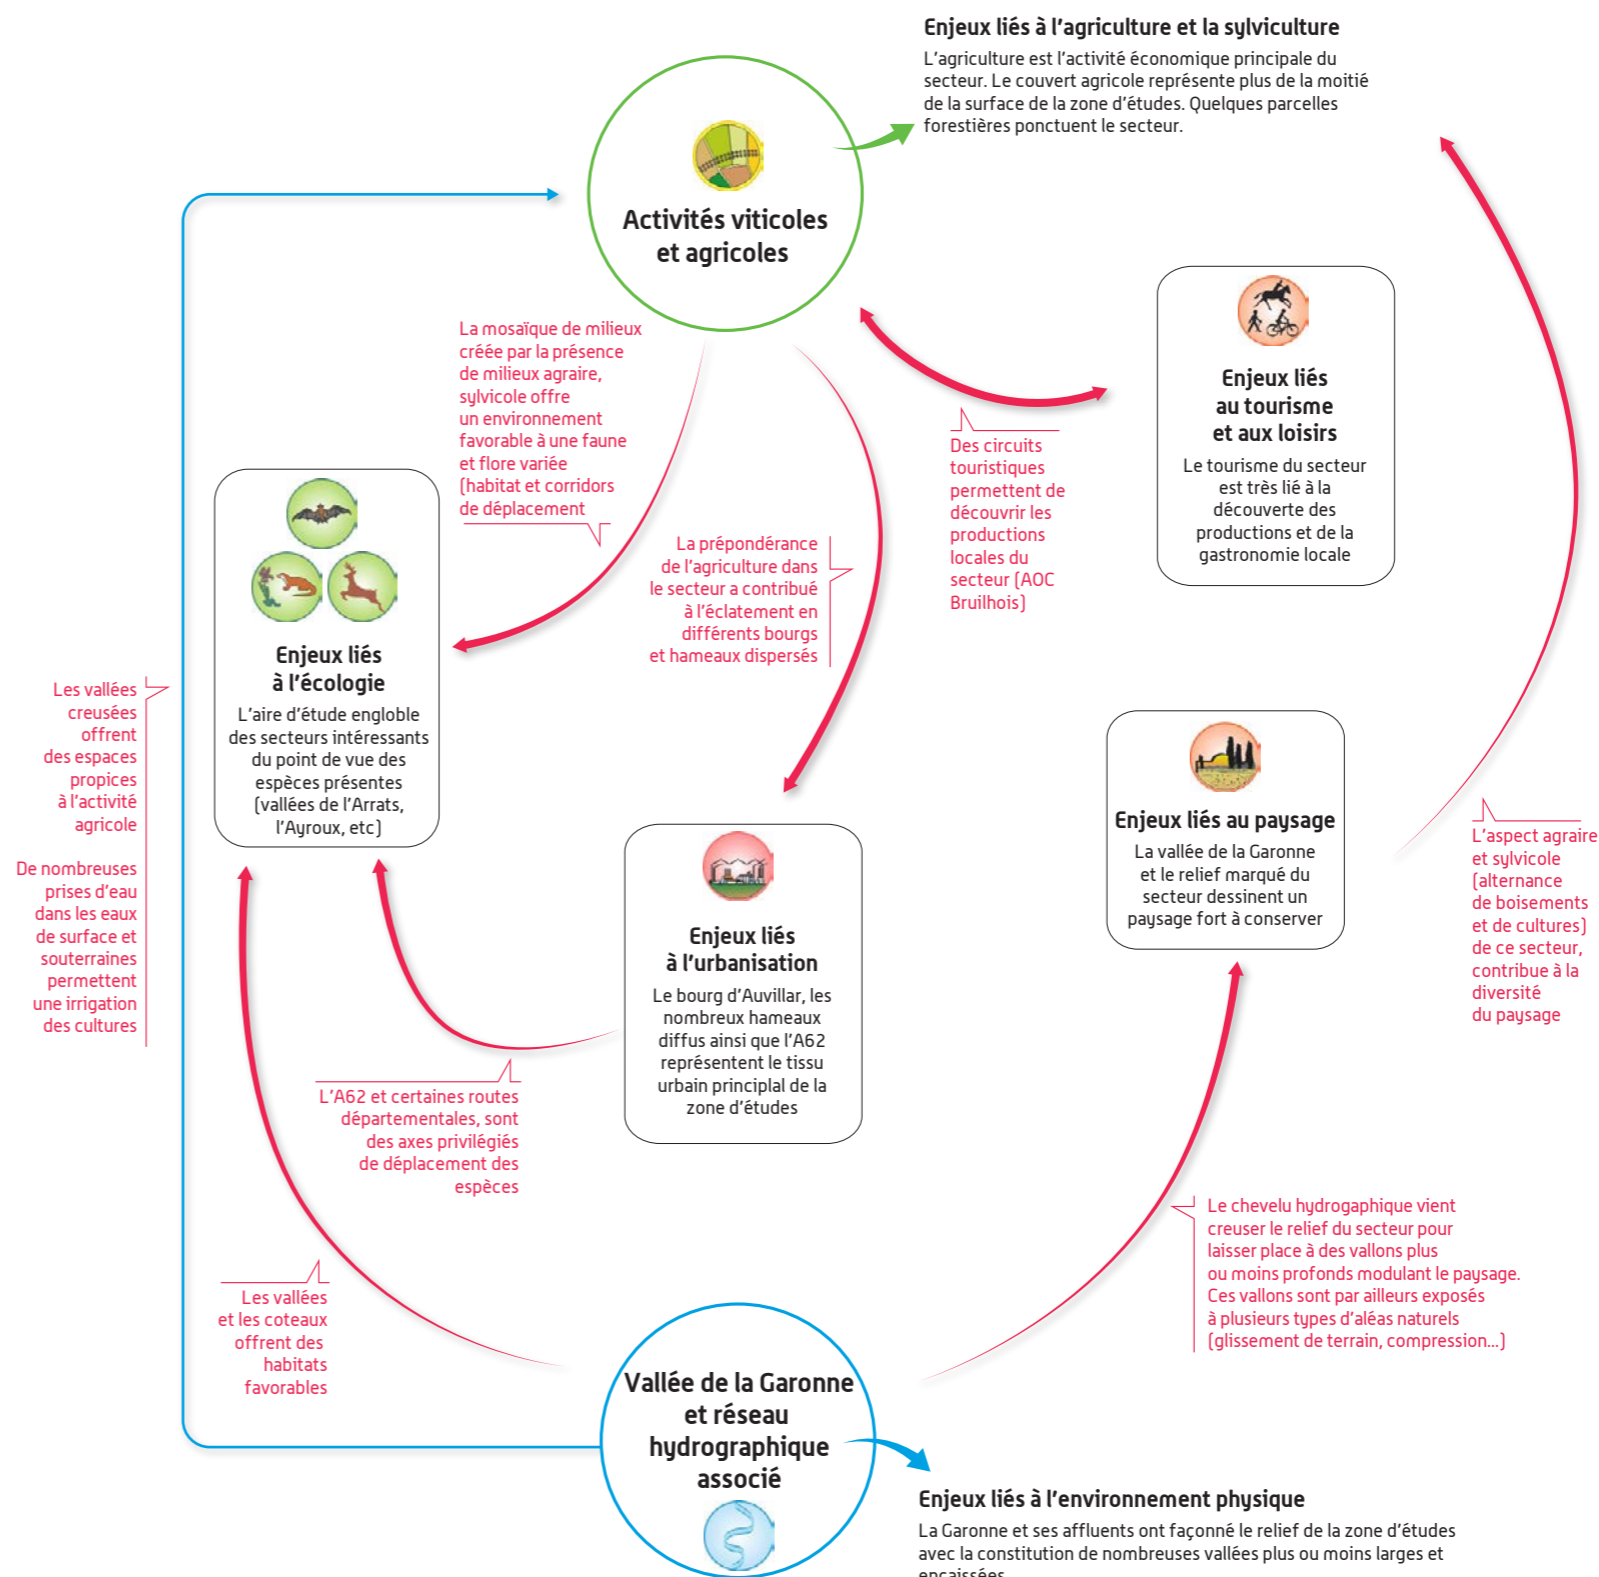 Enjeux liés à l'agriculture et la sylviculture
L'agriculture est l'activité économique principale du
secteur. Le couvert agricole représente plus de la moitié
de la surface de la zone d'études. Quelques parcelles
forestières ponctuent le secteur.
Activités viticoles
et agricoles
La mosaïque de milieux
créée par la présence
de milieux agraire,
sylvicole offre
un environnement
favorable à une faune
et flore variée
(habitat et corridors
de déplacement
Enjeux liés
au tourisme
et aux loisirs
Le tourisme du secteur
est très lié à la
découverte des
productions et de la
gastronomie locale
Des circuits
touristiques
permettent de
découvrir les
productions
locales du
secteur (AOC
Bruilhois)
La prépondérance
de l'agriculture dans
le secteur a contribué
à l'éclatement en
différents bourgs
et hameaux dispersés
Enjeux liés
à l'écologie
L'aire d'étude englobe
des secteurs intéressants
du point de vue des
espèces présentes
(vallées de l'Arrats,
l'Ayroux, etc)
Les vallées
creusées
offrent
des espaces
propices
à l'activité
agricole
De nombreuses
prises d'eau
dans les eaux
de surface et
souterraines
permettent
une irrigation
des cultures
Enjeux liés au paysage
La vallée de la Garonne
et le relief marqué du
secteur dessinent un
paysage fort à conserver
L'aspect agraire
et sylvicole
(alternance
de boisements
et de cultures)
de ce secteur,
contribue à la
diversité
du paysage
Enjeux liés
à l'urbanisation
Le bourg d'Auvillar, les
nombreux hameaux
diffus ainsi que l'A62
représentent le tissu
urbain principlal de la
zone d'études
L'A62 et certaines routes
départementales, sont
des axes privilégiés
de déplacement des
espèces
Le chevelu hydrogaphique vient
creuser le relief du secteur pour
laisser place à des vallons plus
ou moins profonds modulant le paysage.
Ces vallons sont par ailleurs exposés
à plusieurs types d'aléas naturels
(glissement de terrain, compression...)
Les vallées
et les coteaux
offrent des
habitats
favorables
Vallée de la Garonne
et réseau
hydrographique
associé
Enjeux liés à l'environnement physique
La Garonne et ses affluents ont façonné le relief de la zone d'études
avec la constitution de nombreuses vallées plus ou moins larges et
encaissées